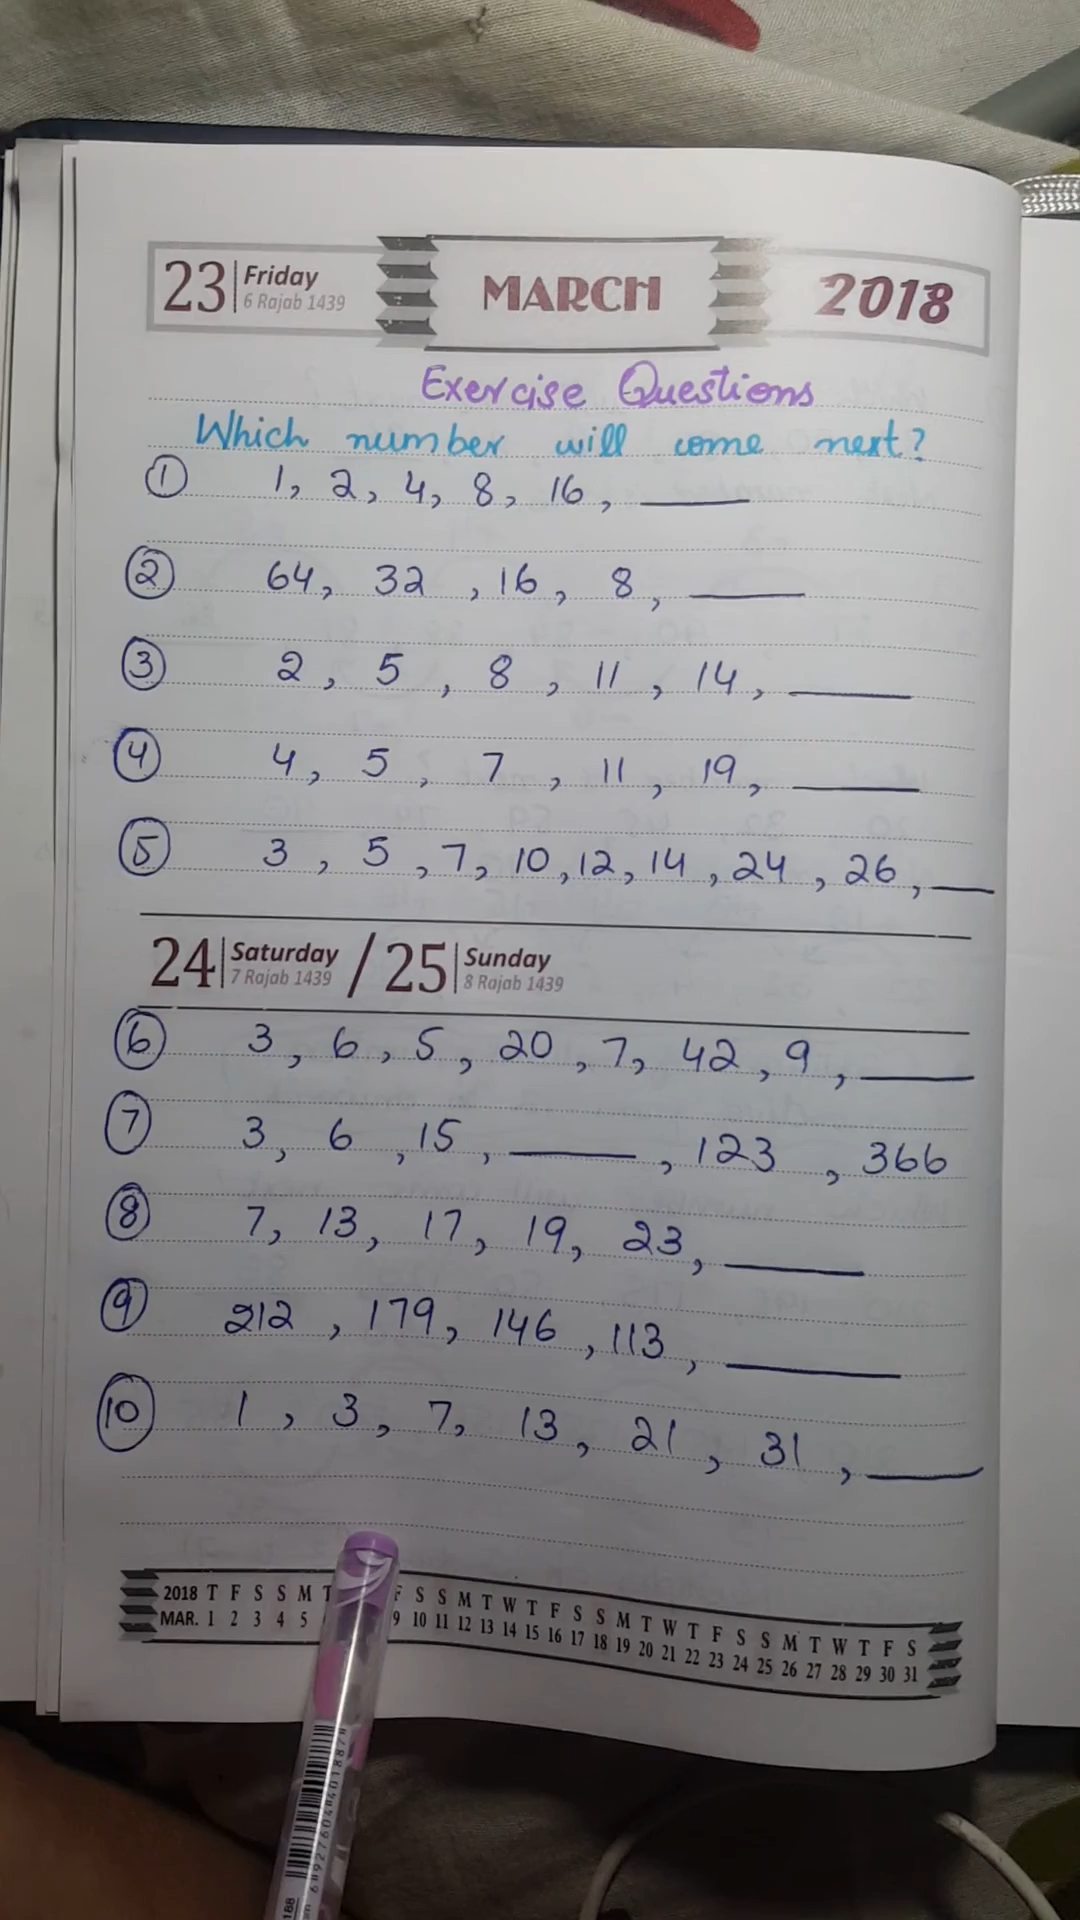 23 Friday
6 Rajab 1439
MARCH
2018
Exercise Questions
Which number will come next?
① 1, 2, 4, 8, 16, ____
② 64, 32, 16, 8, ____
③ 2, 5, 8, 11, 14, ____
④ 4, 5, 7, 11, 19, ____
⑤ 3, 5, 7, 10, 12, 14, 24, 26, ____
24 Saturday
7 Rajab 1439
/ 25 Sunday
8 Rajab 1439
⑥ 3, 6, 5, 20, 7, 42, 9, ____
⑦ 3, 6, 15, ____, 123, 366
⑧ 7, 13, 17, 19, 23, ____
⑨ 212, 179, 146, 113, ____
⑩ 1, 3, 7, 13, 21, 31, ____
2018 T F S S M T F S S M T W T F S S M T W T F S S M T W T F S
MAR. 1 2 3 4 5 9 10 11 12 13 14 15 16 17 18 19 20 21 22 23 24 25 26 27 28 29 30 31